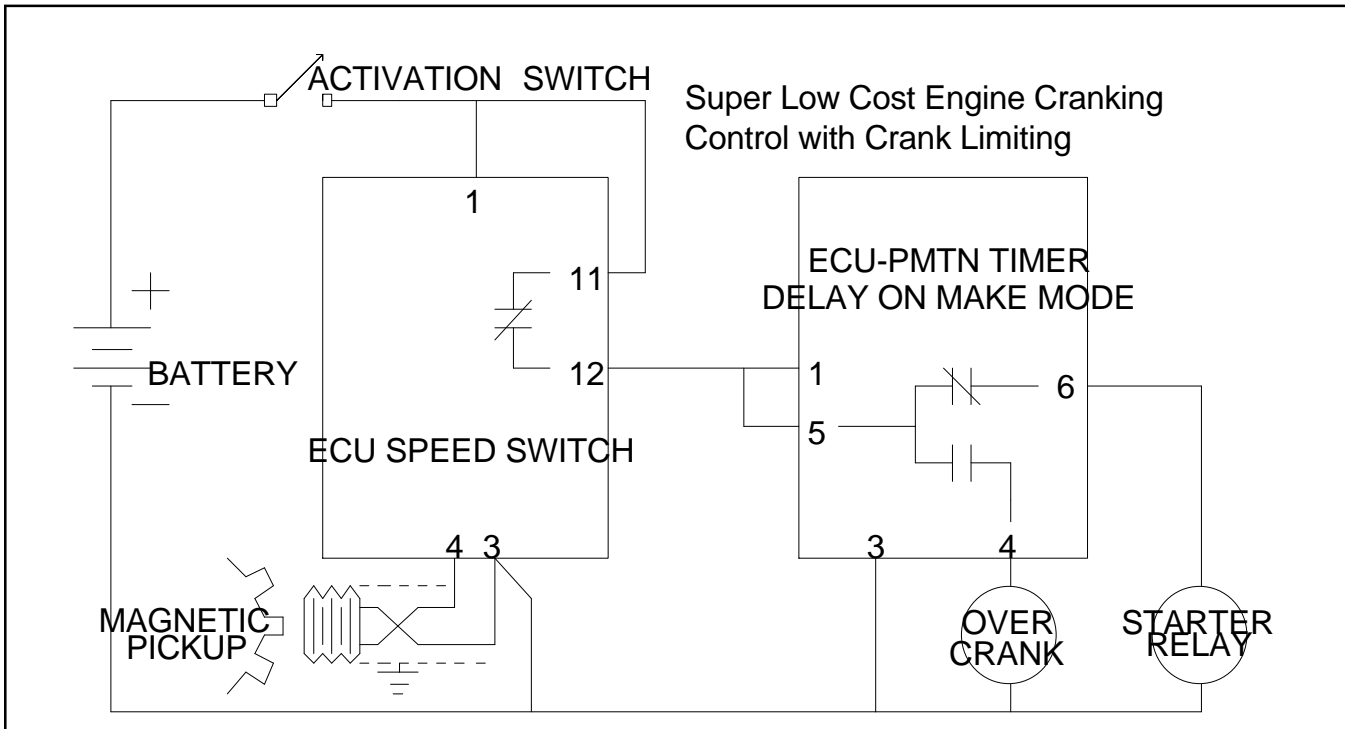 ACTIVATION SWITCH
Super Low Cost Engine Cranking
Control with Crank Limiting
1
11
ECU-PMTN TIMER
DELAY ON MAKE MODE
+
BATTERY
12
1
6
5
ECU SPEED SWITCH
4 3
3 4
MAGNETIC
PICKUP
OVER
CRANK
STARTER
RELAY